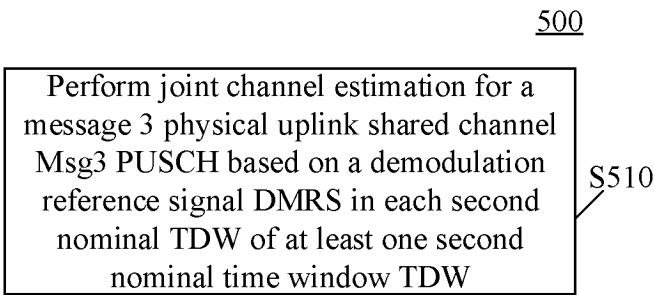 500
Perform joint channel estimation for a
message 3 physical uplink shared channel
Msg3 PUSCH based on a demodulation
reference signal DMRS in each second
nominal TDW of at least one second
nominal time window TDW
S510